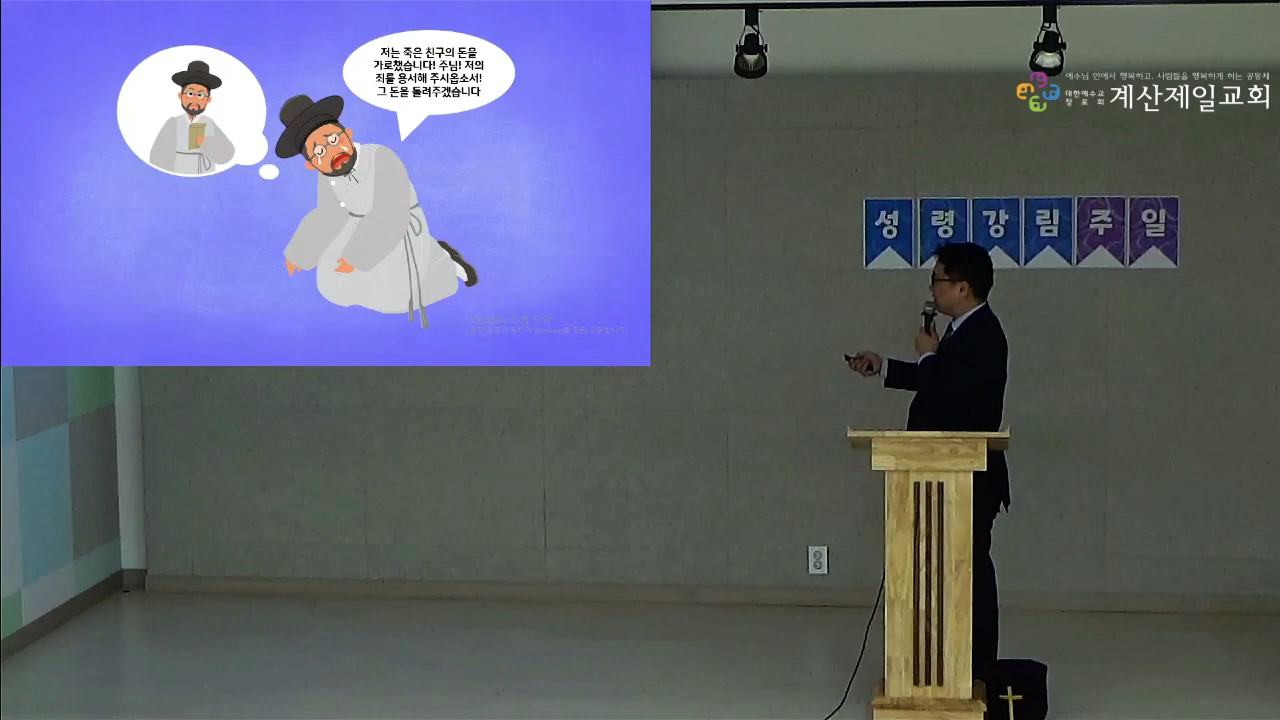 저는 죽은 친구의 돈을
가로챘습니다! 주님! 저의
죄를 용서해 주시옵소서!
그 돈을 돌려주겠습니다
예수님 안에서 행복하고, 사람들을 행복하게 하는 공동체
대한예수교
장로회
계산제일교회
성령강림주일